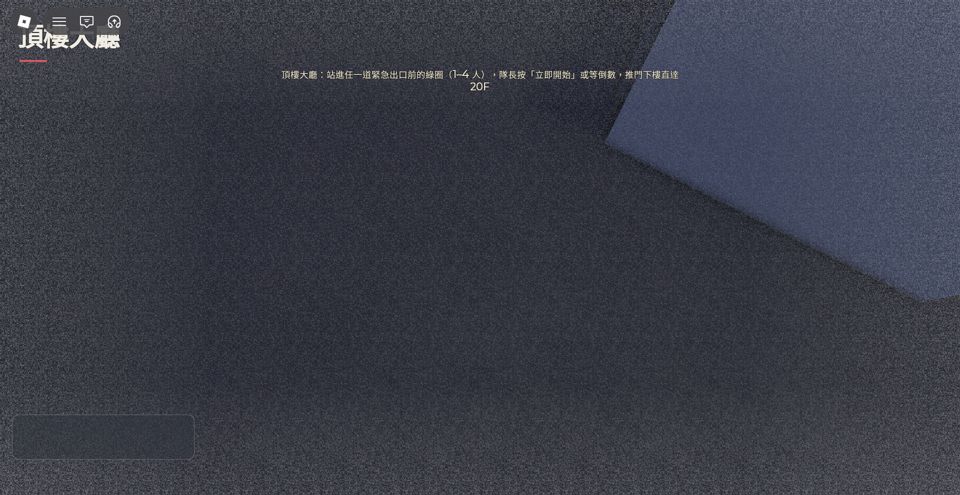 頂樓大廳
頂樓大廳：站進任一道緊急出口前的綠圈（1–4 人），隊長按「立即開始」或等倒數，推門下樓直達
20F